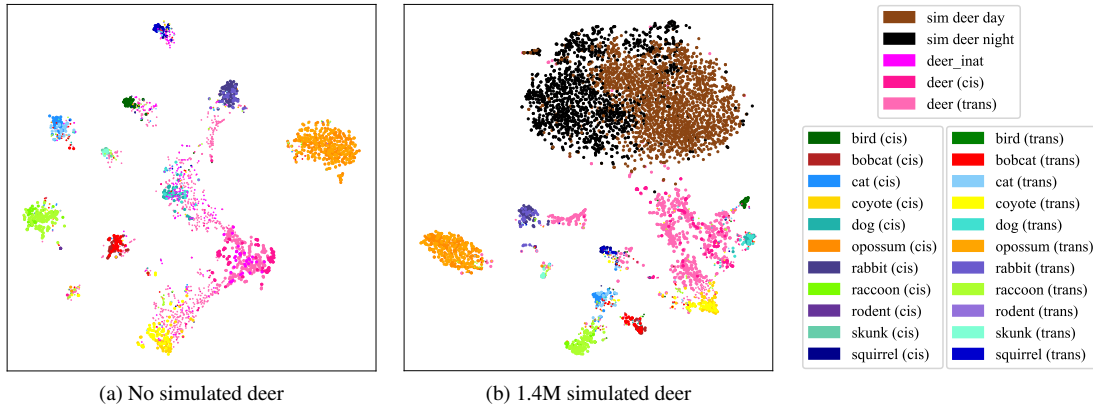 sim deer day
sim deer night
deer_inat
deer (cis)
deer (trans)
bird (cis)
bobcat (cis)
cat (cis)
coyote (cis)
dog (cis)
opossum (cis)
rabbit (cis)
raccoon (cis)
rodent (cis)
skunk (cis)
squirrel (cis)
bird (trans)
bobcat (trans)
cat (trans)
coyote (trans)
dog (trans)
opossum (trans)
rabbit (trans)
raccoon (trans)
rodent (trans)
skunk (trans)
squirrel (trans)
(a) No simulated deer
(b) 1.4M simulated deer